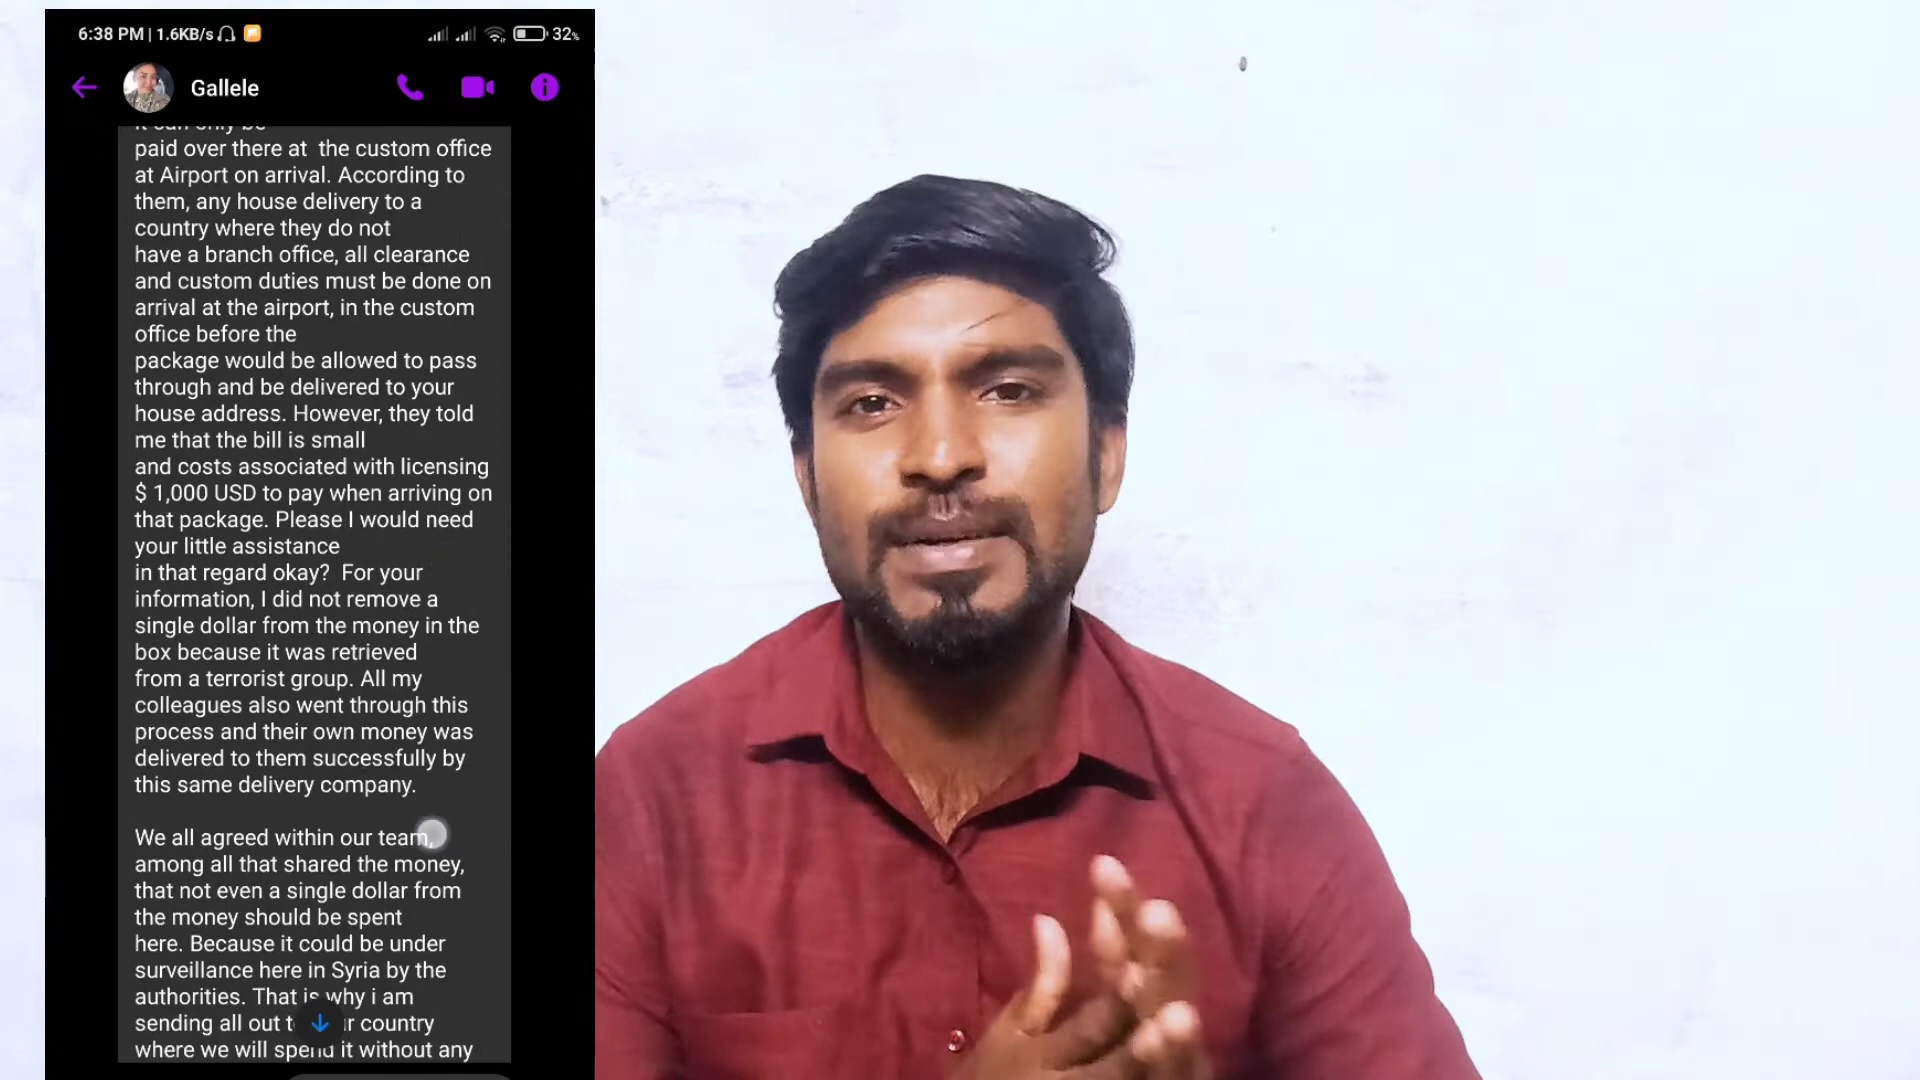 6:38 PM | 1.6KB/s
32%
Gallele
it can only be
paid over there at the custom office
at Airport on arrival. According to
them, any house delivery to a
country where they do not
have a branch office, all clearance
and custom duties must be done on
arrival at the airport, in the custom
office before the
package would be allowed to pass
through and be delivered to your
house address. However, they told
me that the bill is small
and costs associated with licensing
$ 1,000 USD to pay when arriving on
that package. Please I would need
your little assistance
in that regard okay? For your
information, I did not remove a
single dollar from the money in the
box because it was retrieved
from a terrorist group. All my
colleagues also went through this
process and their own money was
delivered to them successfully by
this same delivery company.
We all agreed within our team,
among all that shared the money,
that not even a single dollar from
the money should be spent
here. Because it could be under
surveillance here in Syria by the
authorities. That is why i am
sending all out country
where we will spend it without any